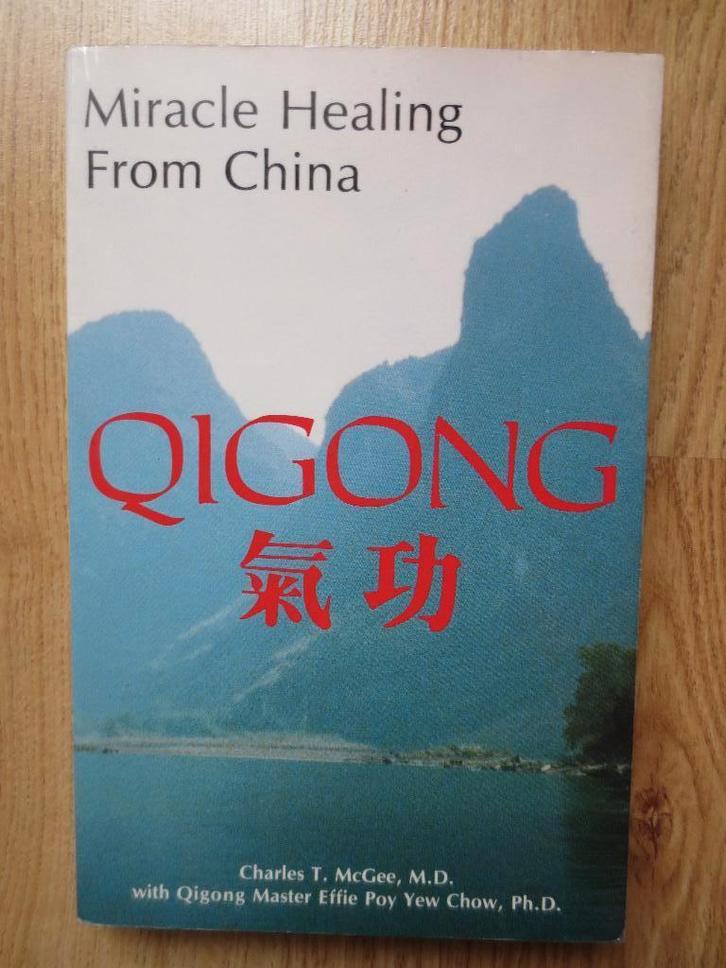 Miracle Healing
From China
QIGONG
氣功
Charles T. McGee, M.D.
with Qigong Master Effie Poy Yew Chow, Ph.D.